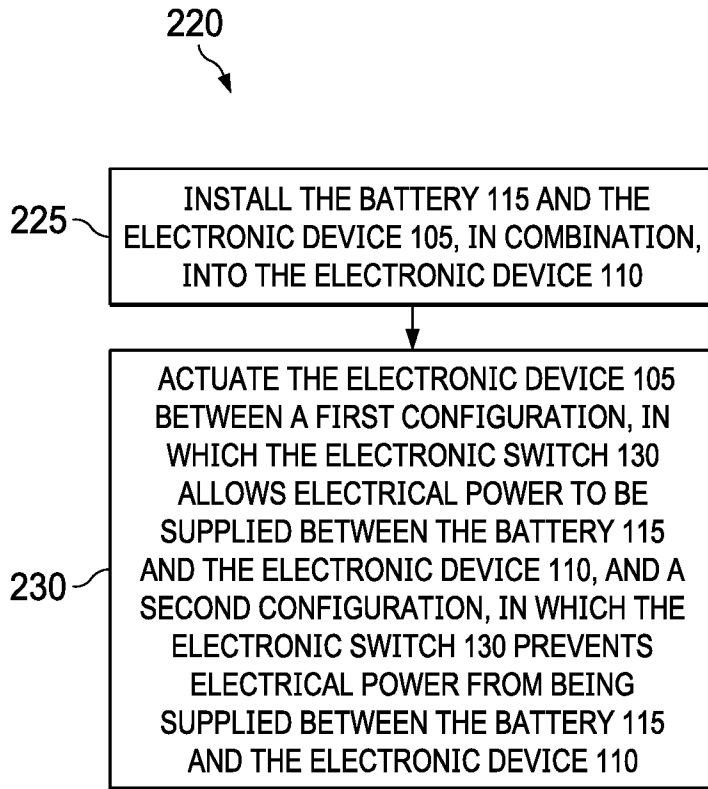 220
225
INSTALL THE BATTERY 115 AND THE
ELECTRONIC DEVICE 105, IN COMBINATION,
INTO THE ELECTRONIC DEVICE 110
230
ACTUATE THE ELECTRONIC DEVICE 105
BETWEEN A FIRST CONFIGURATION, IN
WHICH THE ELECTRONIC SWITCH 130
ALLOWS ELECTRICAL POWER TO BE
SUPPLIED BETWEEN THE BATTERY 115
AND THE ELECTRONIC DEVICE 110, AND A
SECOND CONFIGURATION, IN WHICH THE
ELECTRONIC SWITCH 130 PREVENTS
ELECTRICAL POWER FROM BEING
SUPPLIED BETWEEN THE BATTERY 115
AND THE ELECTRONIC DEVICE 110